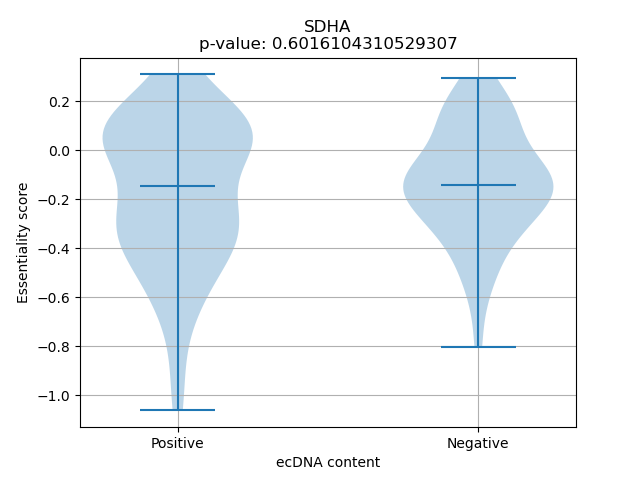 SDHA
p-value: 0.6016104310529307
0.2
0.0
−0.2
−0.4
−0.6
−0.8
−1.0
Essentiality score
Positive
Negative
ecDNA content